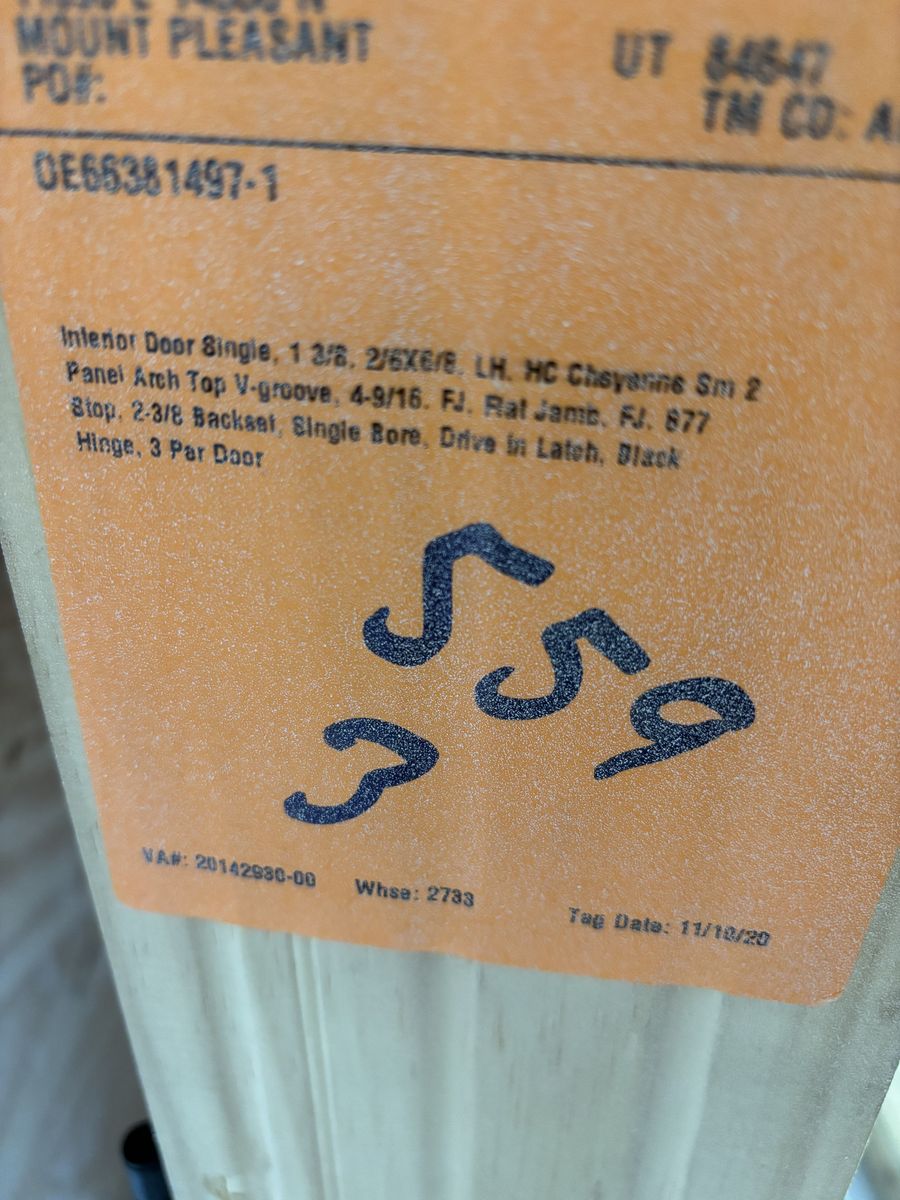 MOUNT PLEASANT UT 84647
PO#: TM CD: A
OE66381497-1
Interior Door Single, 1 3/8, 2/6X6/8, LH, HC Cheyenne Sm 2
Panel Arch Top V-groove, 4-9/16, FJ, Flat Jamb, FJ, 877
Stop, 2-3/8 Backset, Single Bore, Drive in Latch, Black
Hinge, 3 Per Door
559
3
VA#: 20142930-00 Whse: 2733 Tag Date: 11/10/20